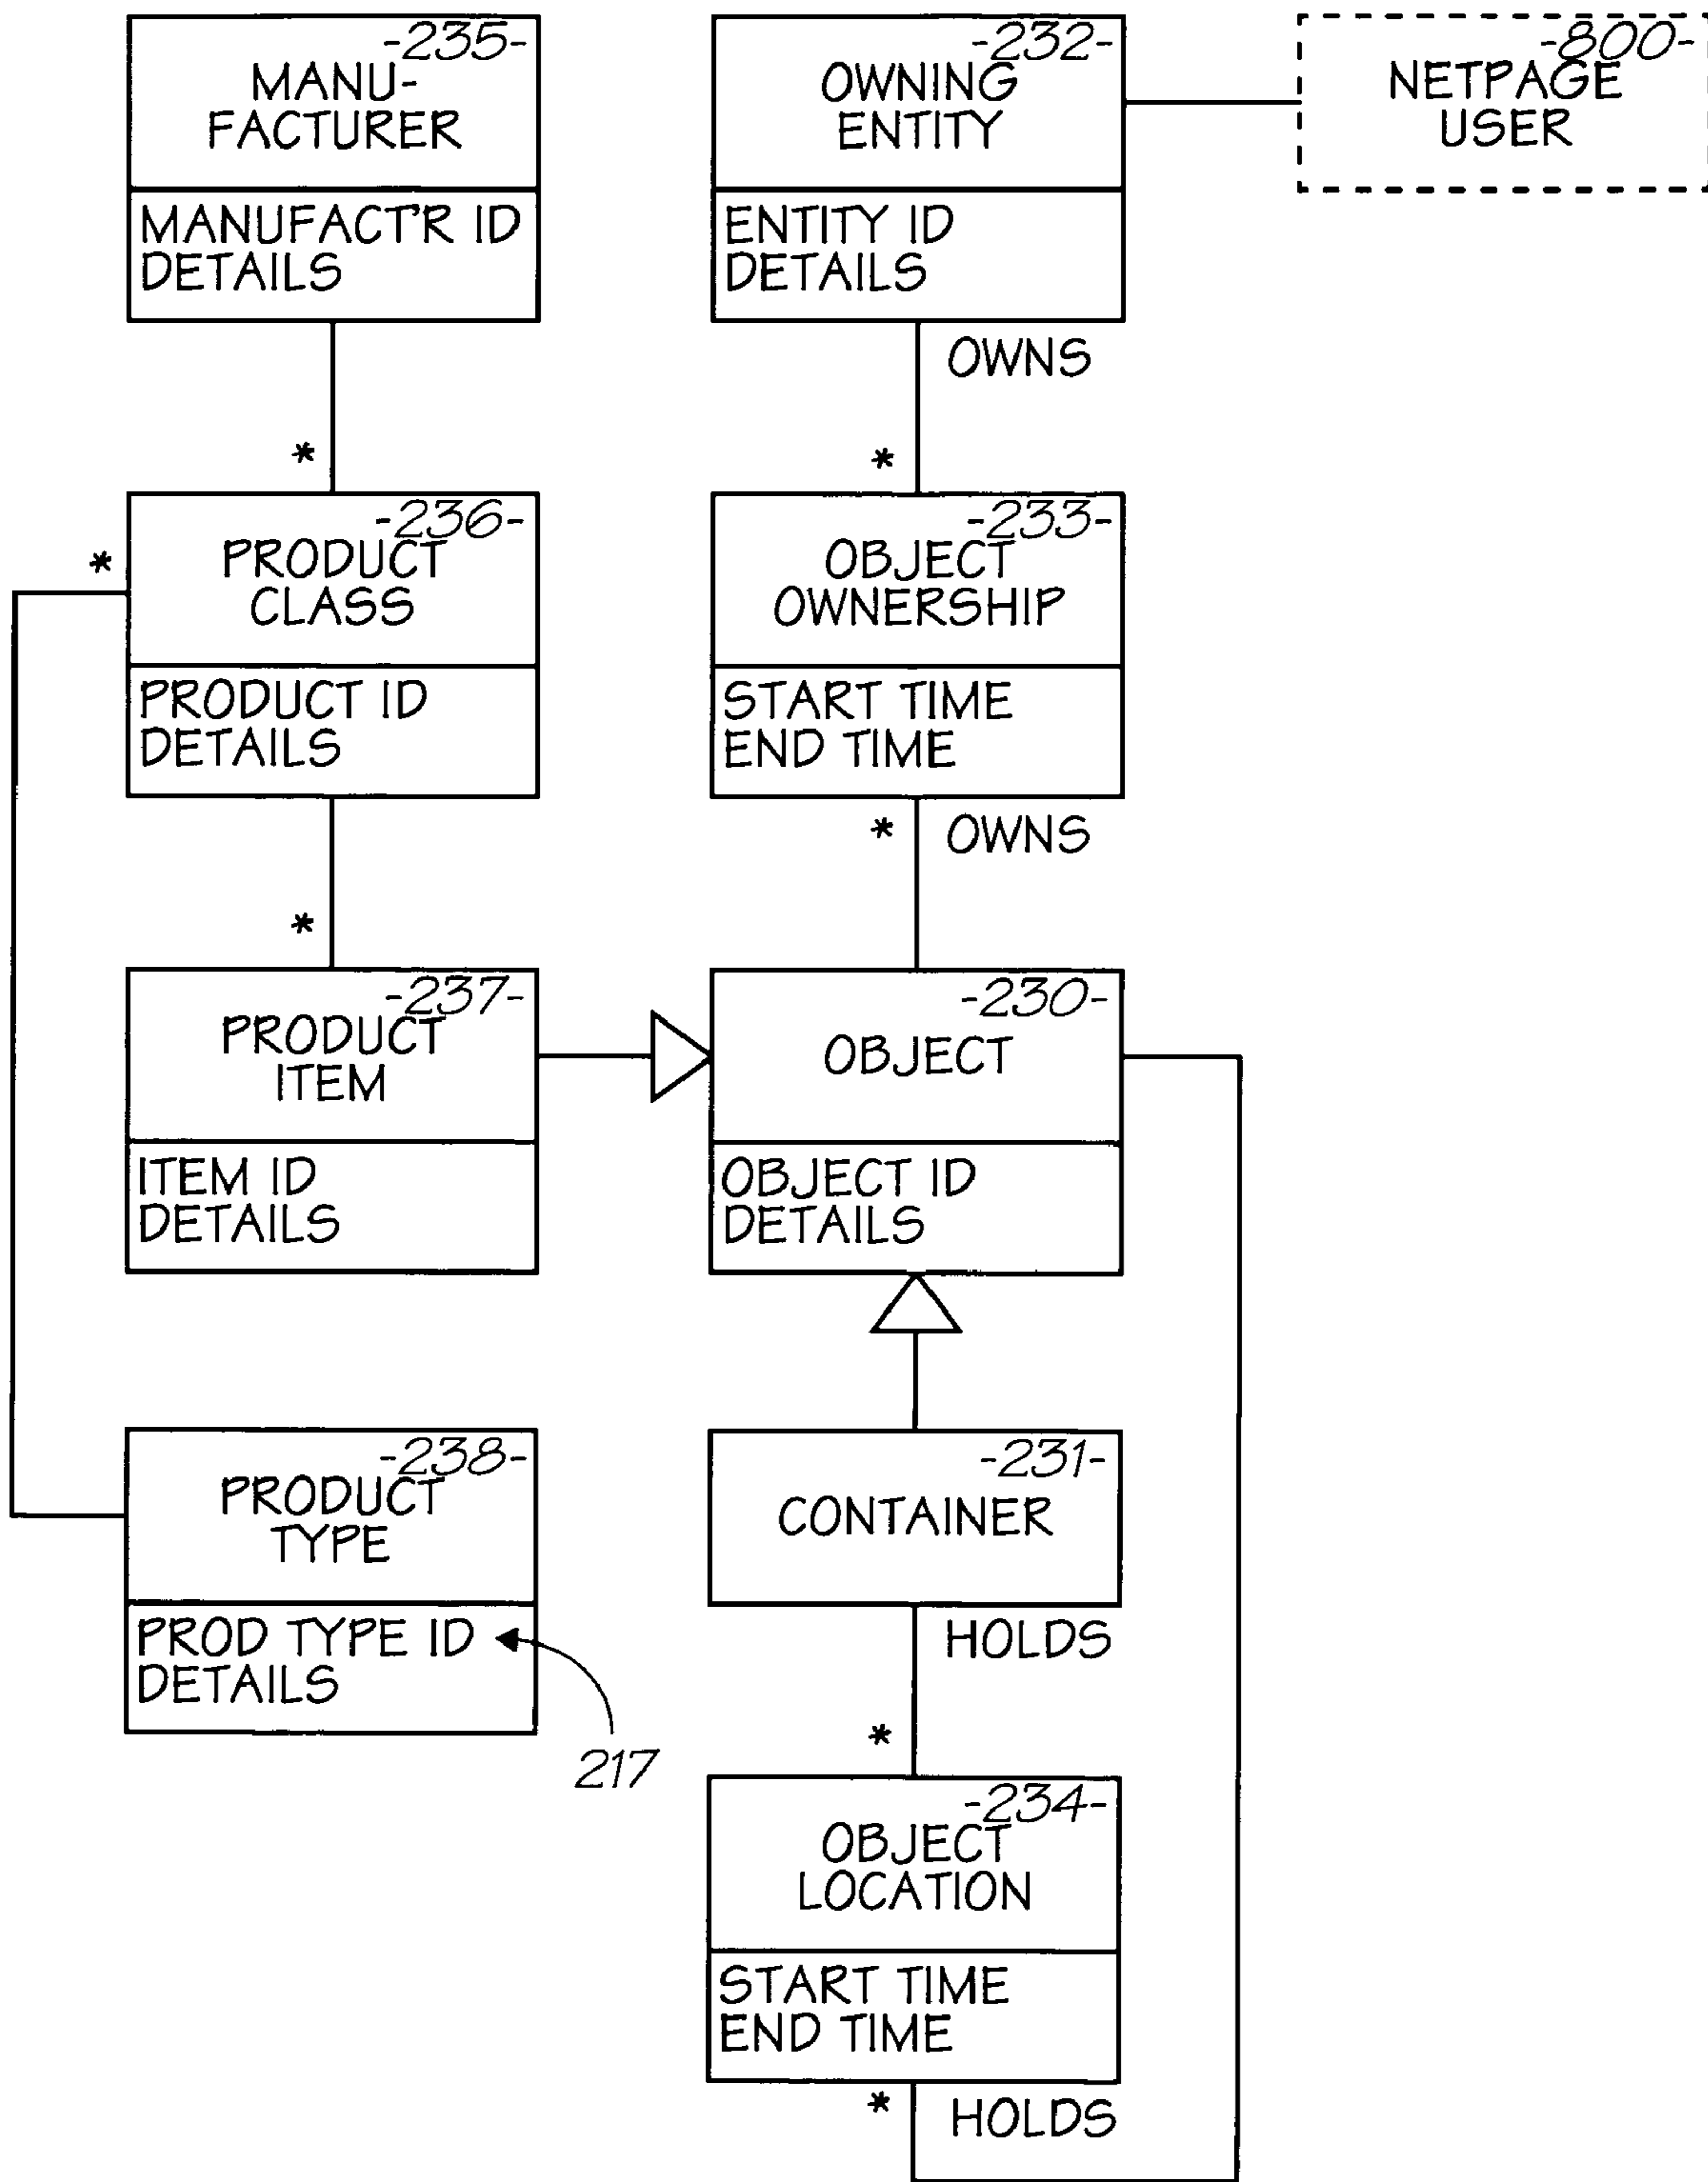 -235-
MANU-
FACTURER
MANUFACT'R ID
DETAILS
-232-
OWNING
ENTITY
ENTITY ID
DETAILS
-800-
NETPAGE
USER
OWNS
*
*
*
-236-
PRODUCT
CLASS
PRODUCT ID
DETAILS
-233-
OBJECT
OWNERSHIP
START TIME
END TIME
* OWNS
*
-237-
PRODUCT
ITEM
ITEM ID
DETAILS
-230-
OBJECT
OBJECT ID
DETAILS
-238-
PRODUCT
TYPE
PROD TYPE ID
DETAILS
217
-231-
CONTAINER
HOLDS
*
-234-
OBJECT
LOCATION
START TIME
END TIME
* HOLDS